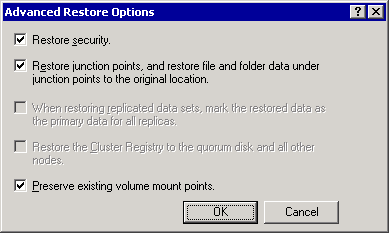 Advanced Restore Options
Restore security.
Restore junction points, and restore file and folder data under
junction points to the original location.
When restoring replicated data sets, mark the restored data as
the primary data for all replicas.
Restore the Cluster Registry to the quorum disk and all other
nodes.
Preserve existing volume mount points.
OK
Cancel